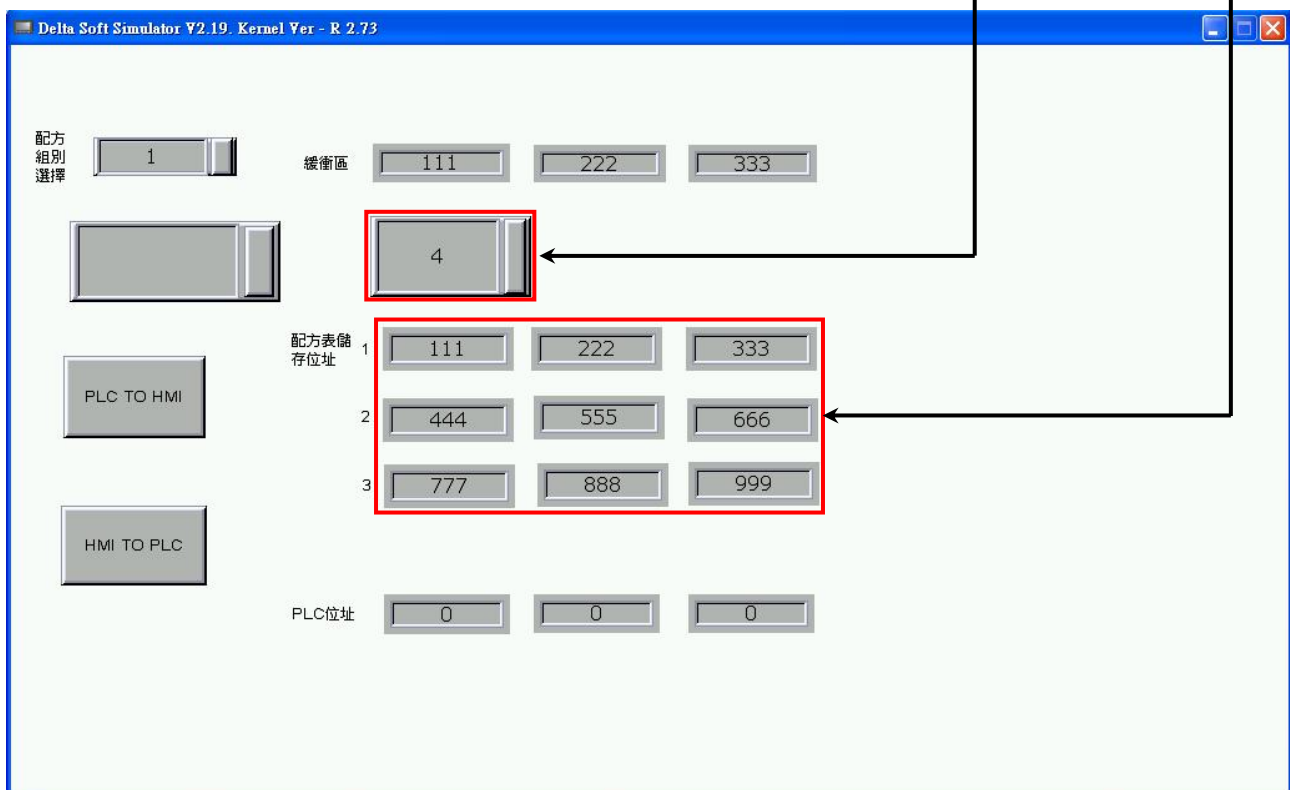 Delta Soft Simulator V2.19. Kernel Ver - R 2.73
配方
組別
選擇
1
緩衝區 111 222 333
4
配方表儲
存位址
1 111 222 333
PLC TO HMI
2 444 555 666
3 777 888 999
HMI TO PLC
PLC位址 0 0 0